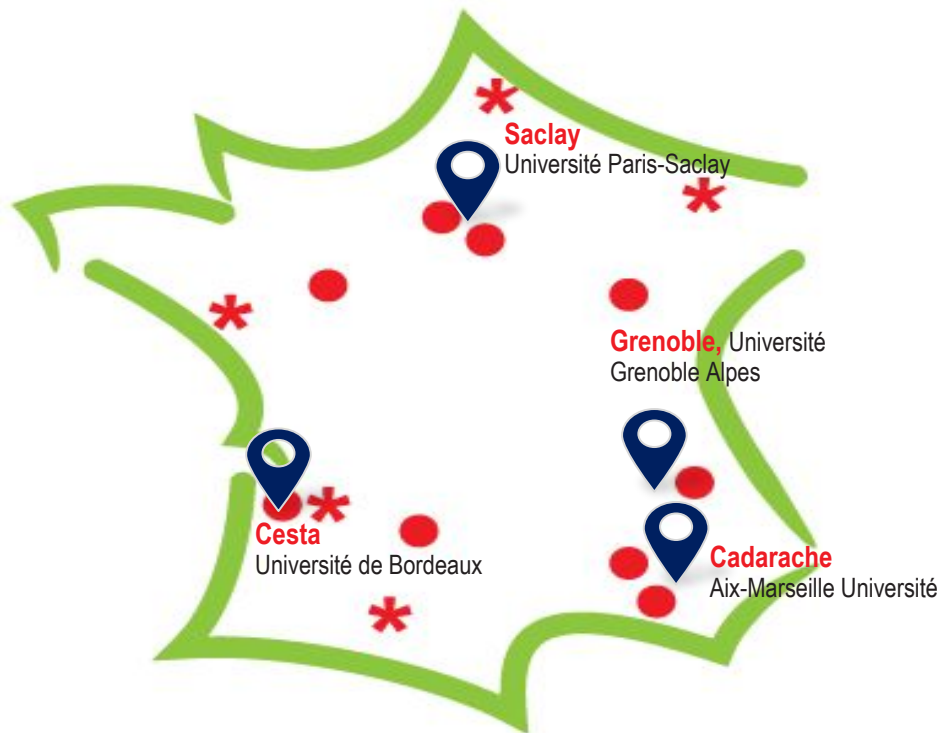 Saclay
Université Paris-Saclay
Grenoble, Université
Grenoble Alpes
Cesta
Université de Bordeaux
Cadarache
Aix-Marseille Université